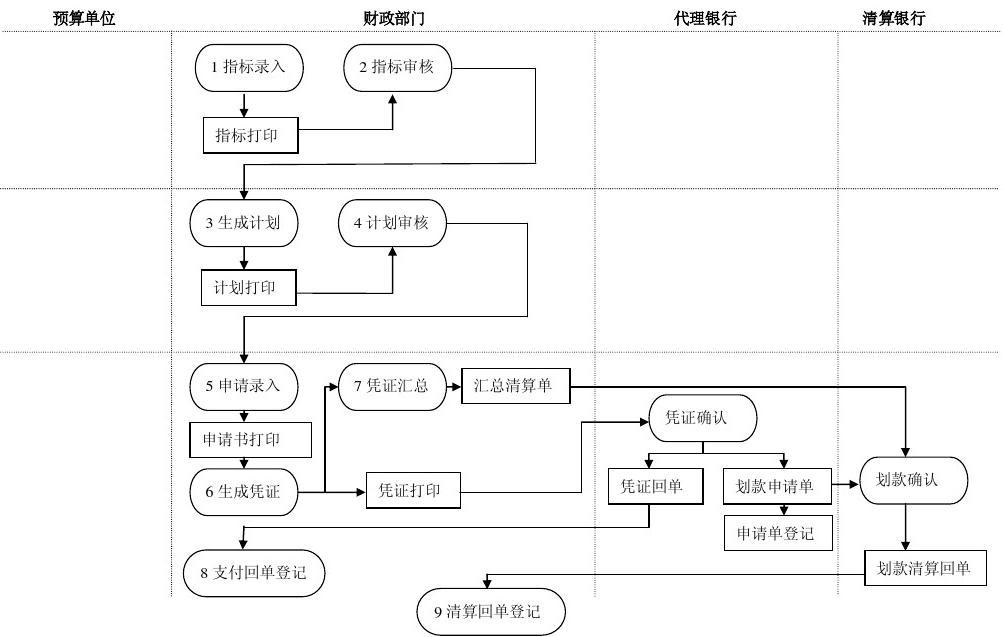 预算单位
财政部门
代理银行
清算银行
1 指标录入
2 指标审核
指标打印
3 生成计划
4 计划审核
计划打印
5 申请录入
7 凭证汇总
汇总清算单
凭证确认
申请书打印
6 生成凭证
凭证打印
凭证回单
划款申请单
划款确认
申请单登记
8 支付回单登记
划款清算回单
9 清算回单登记